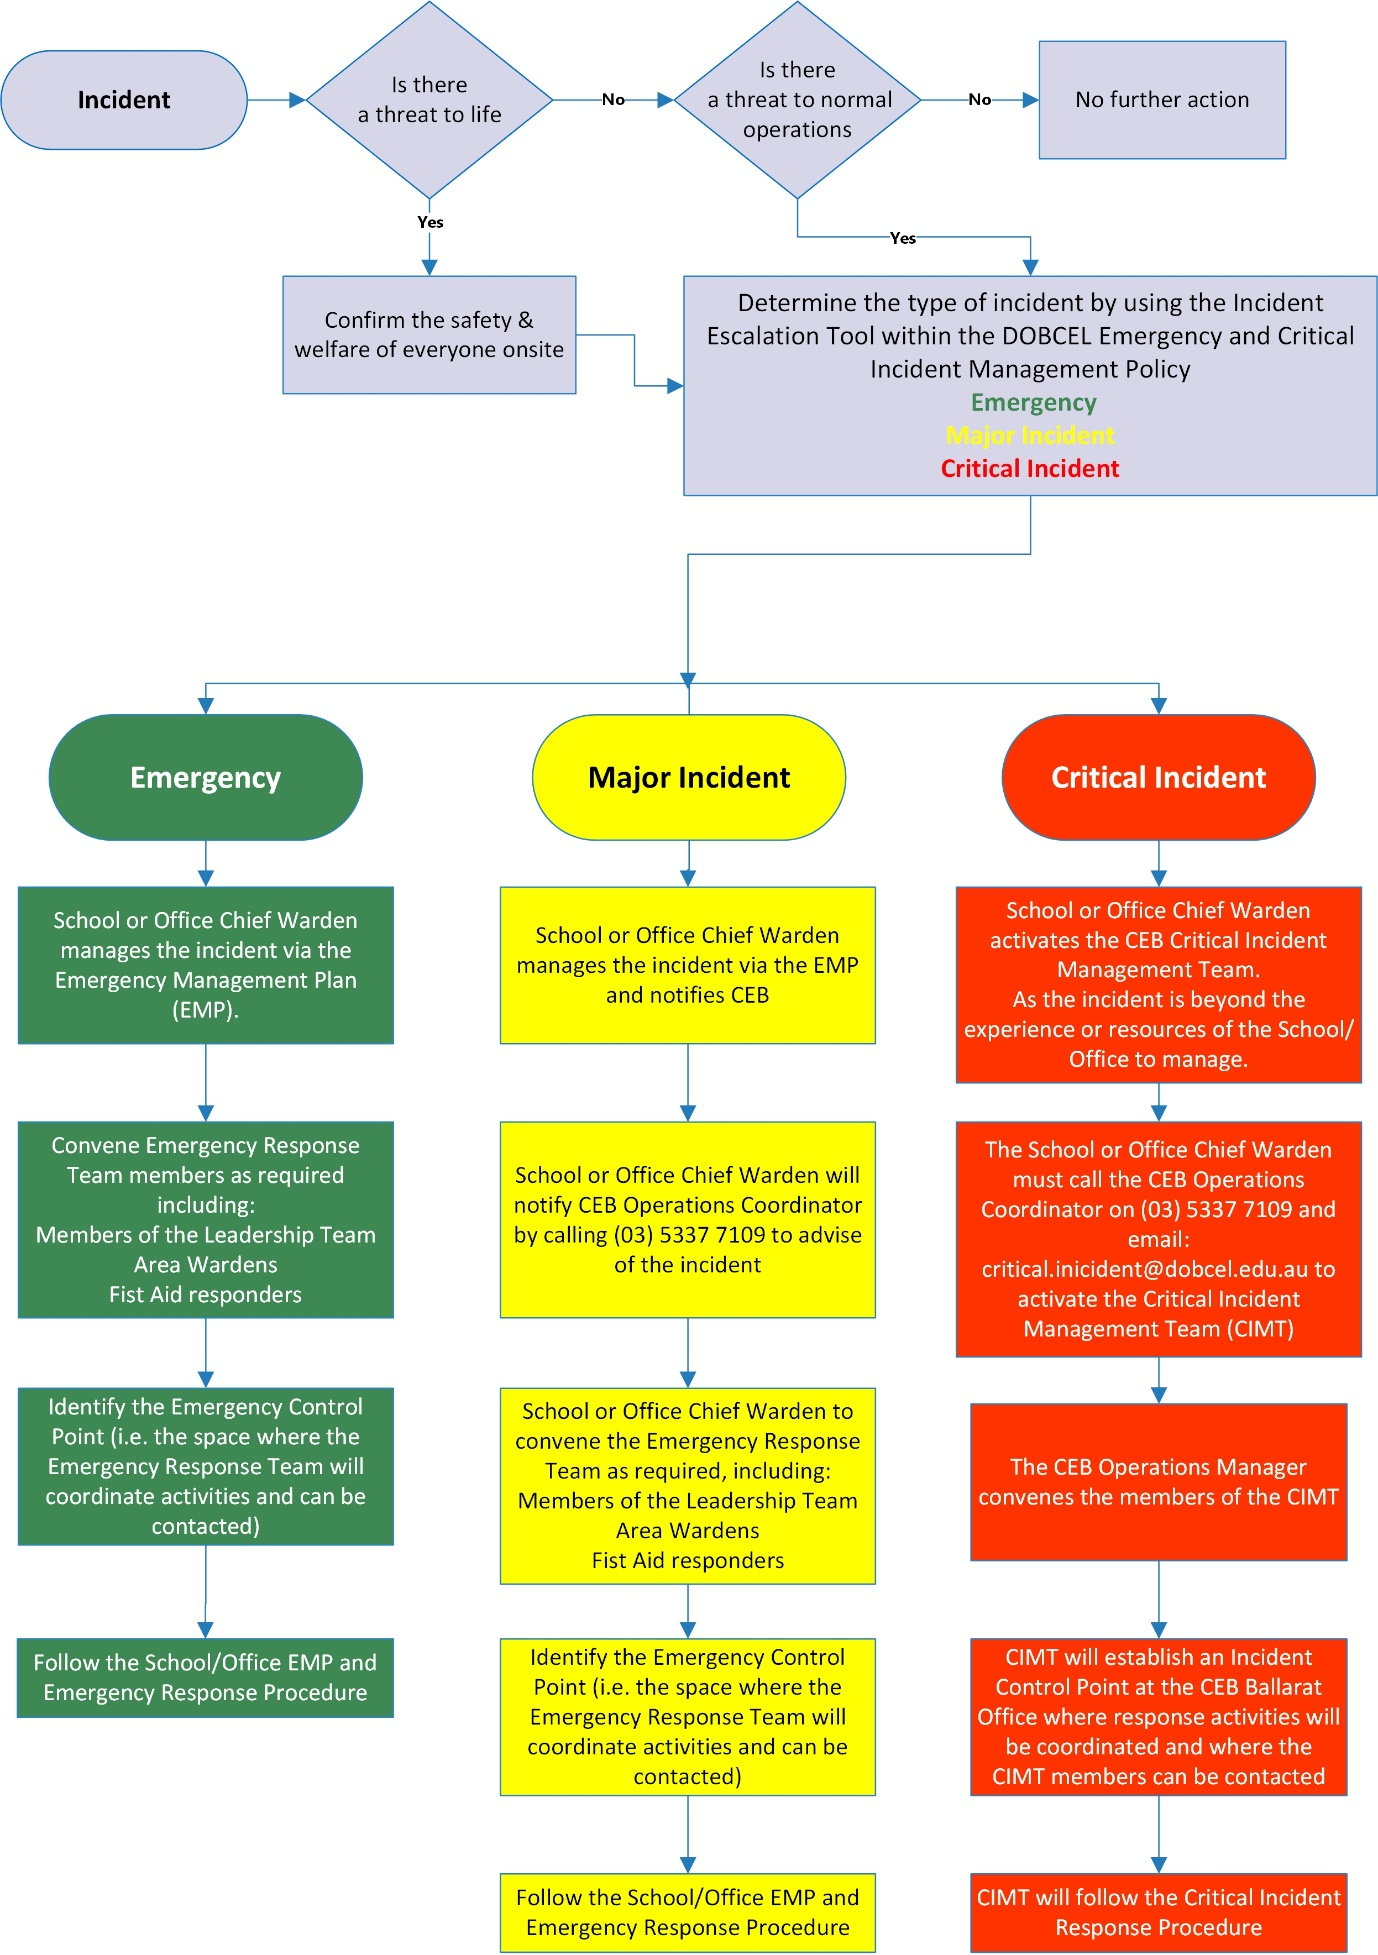 Incident
Is there
a threat to life
No
Is there
a threat to normal
operations
No
No further action
Yes
Yes
Confirm the safety &
welfare of everyone onsite
Determine the type of incident by using the Incident
Escalation Tool within the DOBCEL Emergency and Critical
Incident Management Policy
Emergency
Major Incident
Critical Incident
Emergency
School or Office Chief Warden
manages the incident via the
Emergency Management Plan
(EMP).
Convene Emergency Response
Team members as required
including:
Members of the Leadership Team
Area Wardens
Fist Aid responders
Identify the Emergency Control
Point (i.e. the space where the
Emergency Response Team will
coordinate activities and can be
contacted)
Follow the School/Office EMP and
Emergency Response Procedure
Major Incident
School or Office Chief Warden
manages the incident via the EMP
and notifies CEB
School or Office Chief Warden will
notify CEB Operations Coordinator
by calling (03) 5337 7109 to advise
of the incident
School or Office Chief Warden to
convene the Emergency Response
Team as required, including:
Members of the Leadership Team
Area Wardens
Fist Aid responders
Identify the Emergency Control
Point (i.e. the space where the
Emergency Response Team will
coordinate activities and can be
contacted)
Follow the School/Office EMP and
Emergency Response Procedure
Critical Incident
School or Office Chief Warden
activates the CEB Critical Incident
Management Team.
As the incident is beyond the
experience or resources of the School/
Office to manage.
The School or Office Chief Warden
must call the CEB Operations
Coordinator on (03) 5337 7109 and
email:
critical.inicident@dobcel.edu.au to
activate the Critical Incident
Management Team (CIMT)
The CEB Operations Manager
convenes the members of the CIMT
CIMT will establish an Incident
Control Point at the CEB Ballarat
Office where response activities will
be coordinated and where the
CIMT members can be contacted
CIMT will follow the Critical Incident
Response Procedure